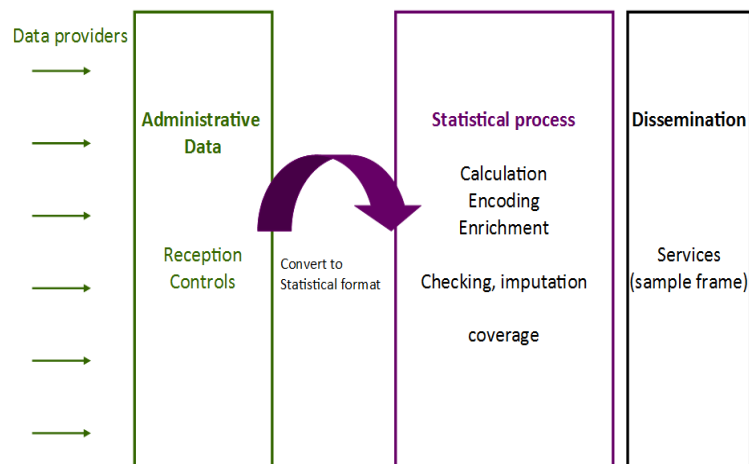 Data providers
Administrative
Data
Reception
Controls
Convert to
Statistical format
Statistical process
Calculation
Encoding
Enrichment
Checking, imputation
coverage
Dissemination
Services
(sample frame)